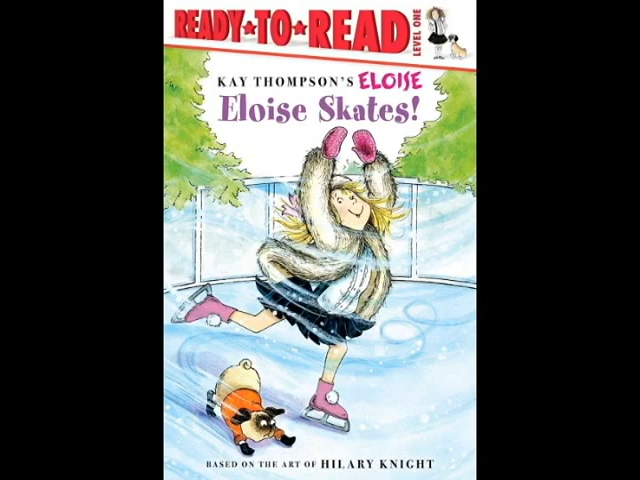 READY★TO★READ
LEVEL ONE
KAY THOMPSON'S ELOISE
Eloise Skates!
BASED ON THE ART OF HILARY KNIGHT